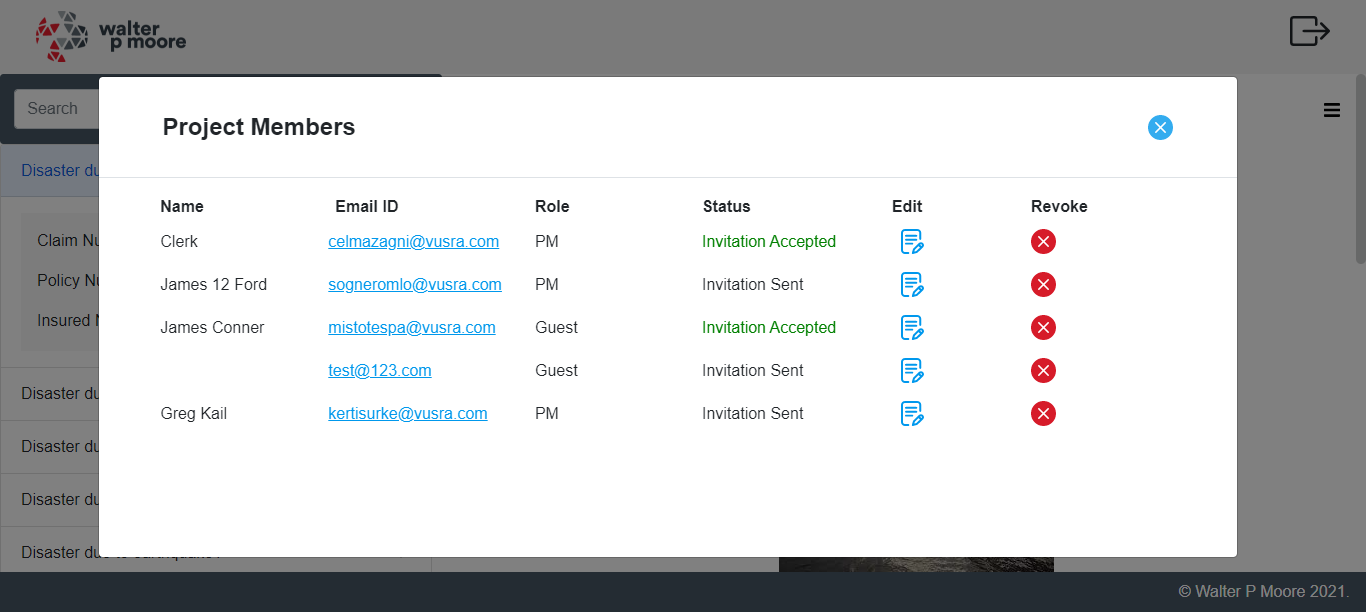 walter
p moore
Search
Project Members
Disaster du
Name Email ID Role Status Edit Revoke
Claim Nu
Clerk celmazagni@vusra.com PM Invitation Accepted
Policy Nu
James 12 Ford sogneromlo@vusra.com PM Invitation Sent
Insured
James Conner mistotespa@vusra.com Guest Invitation Accepted
test@123.com Guest Invitation Sent
Disaster du
Greg Kail kertisurke@vusra.com PM Invitation Sent
Disaster du
Disaster du
Disaster due to earthquake
© Walter P Moore 2021.